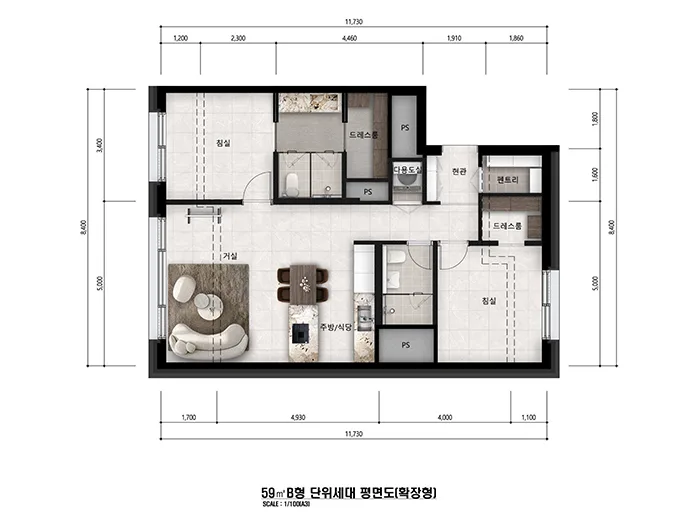 11,730
1,200 2,300 4,460 1,910 1,860
8,400 3,400 5,000
1,800 1,600 5,000 8,400
침실
드레스룸
PS
다용도실
현관
펜트리
PS
드레스룸
거실
침실
주방/식당
PS
1,700 4,930 4,000 1,100
11,730
59㎡B형 단위세대 평면도(확장형)
SCALE : 1/100(A3)